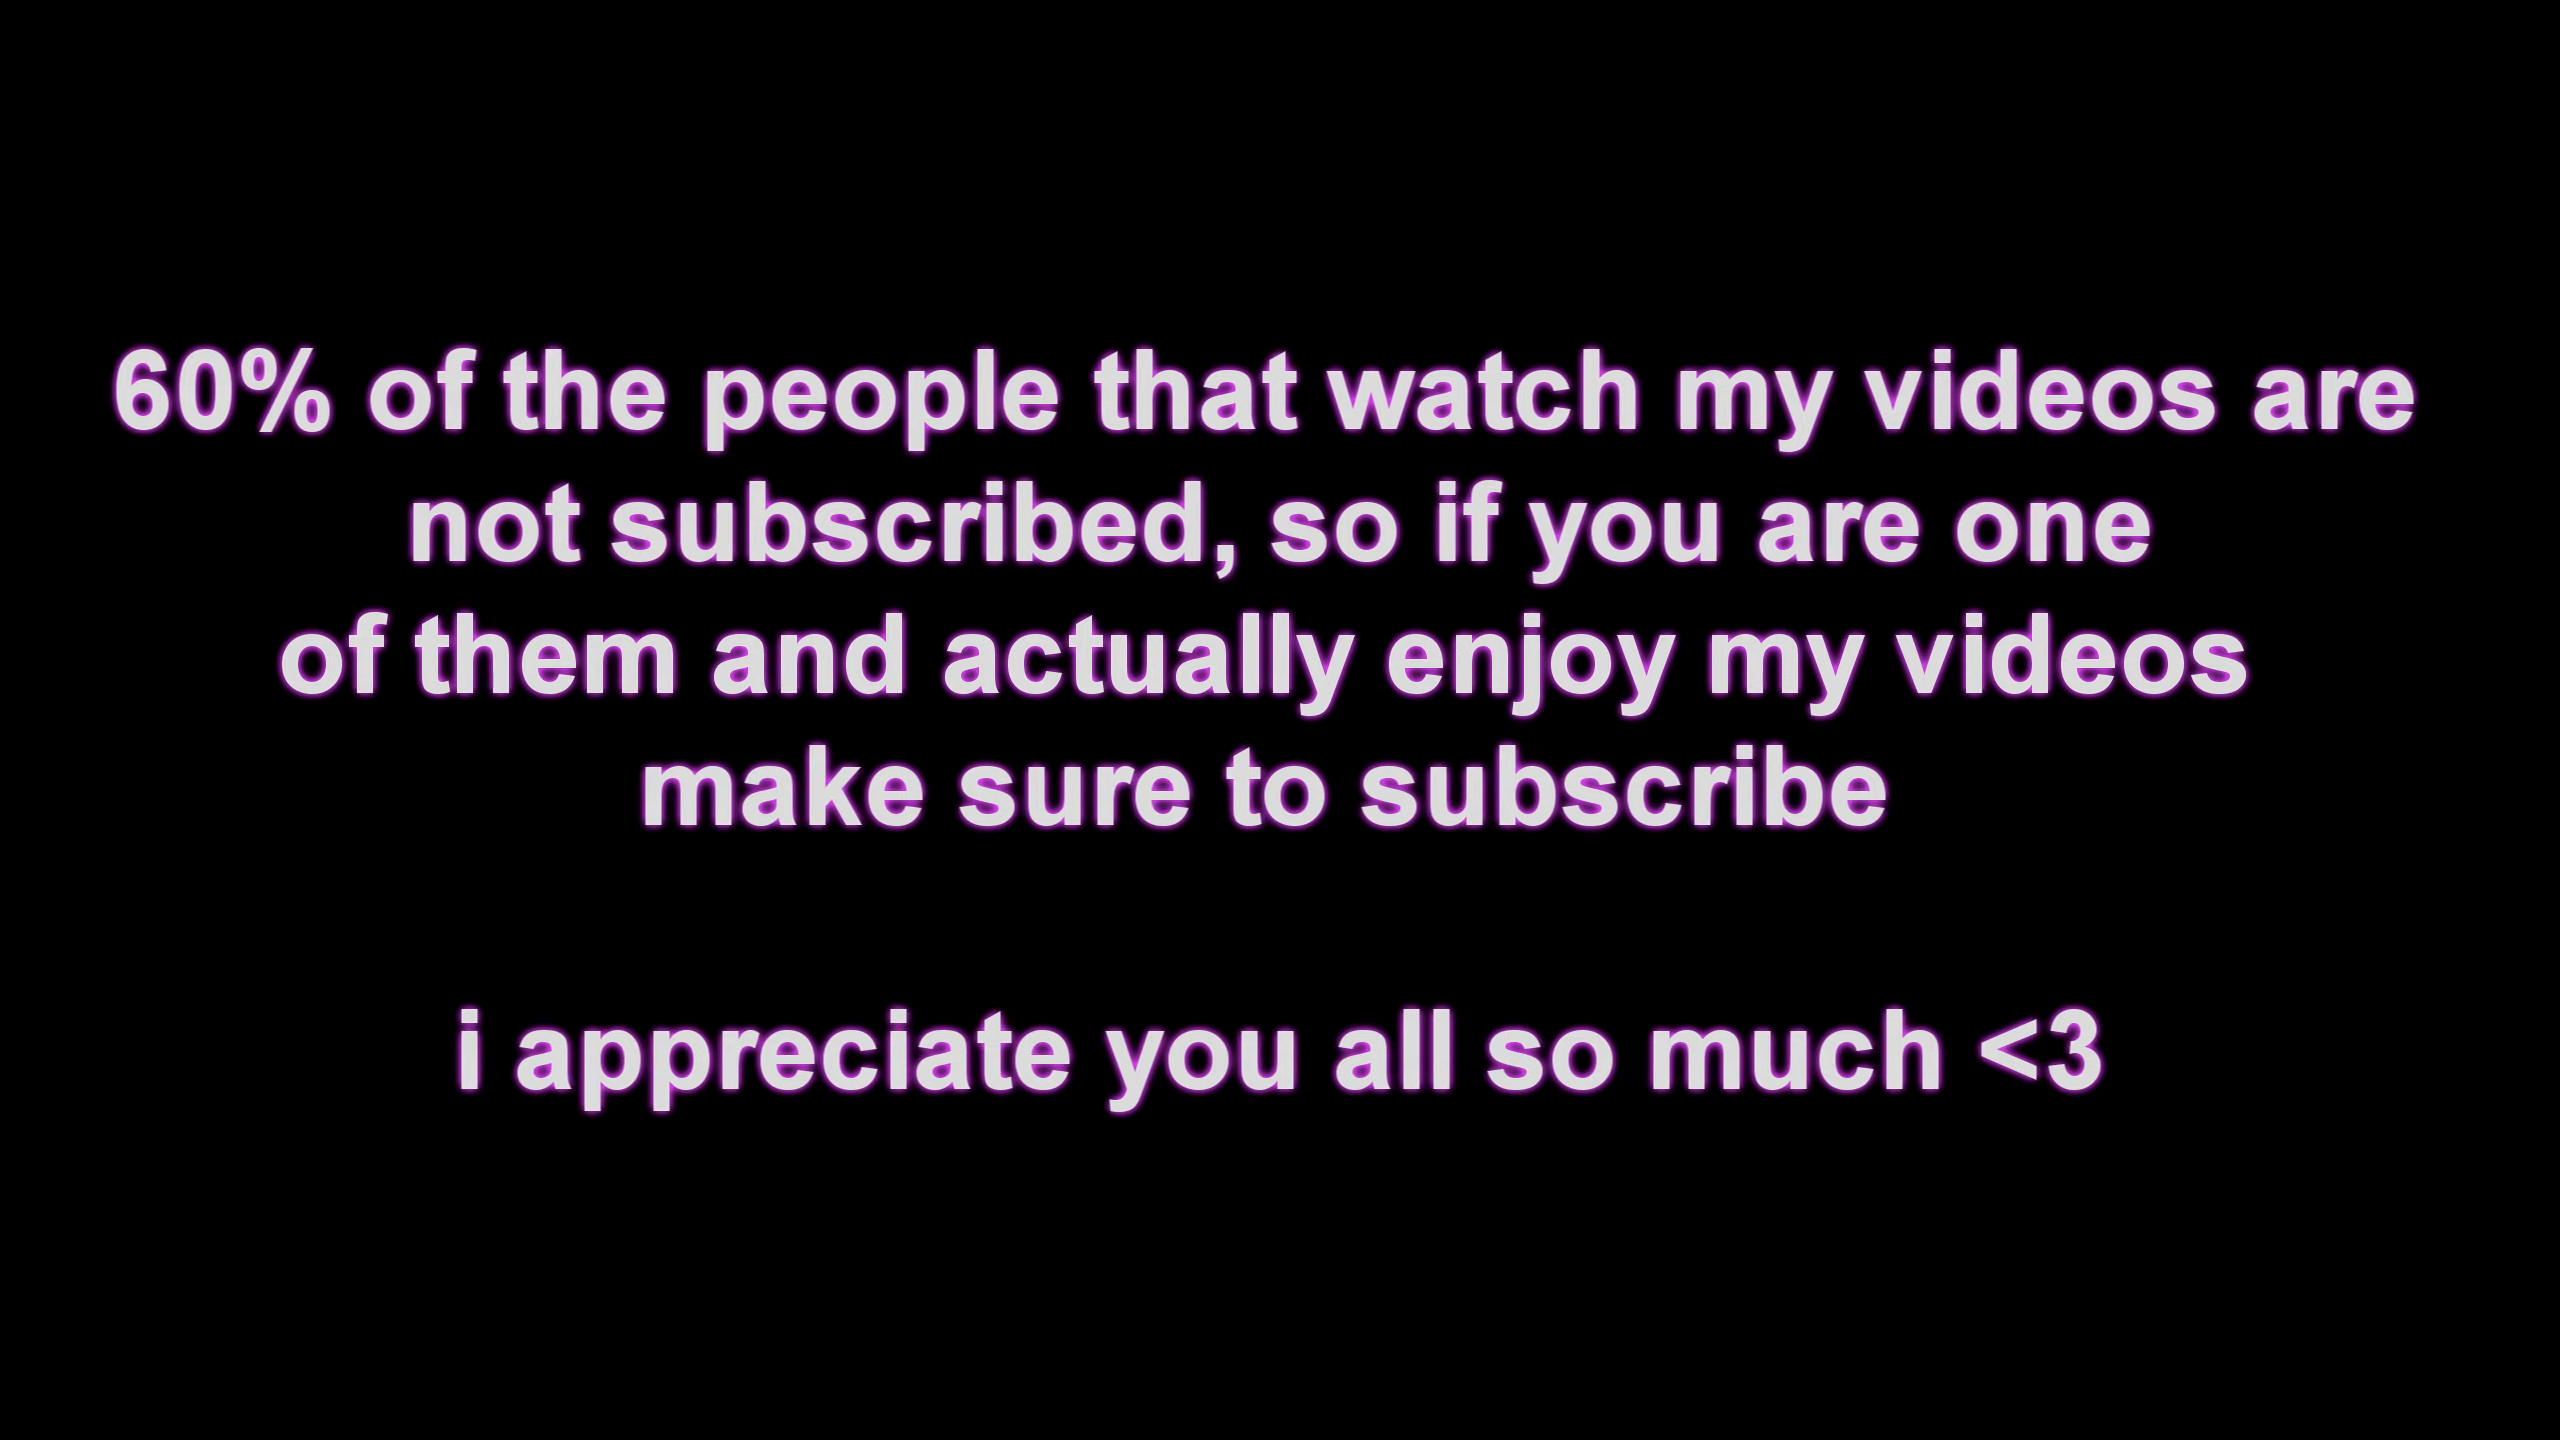 60% of the people that watch my videos are
not subscribed, so if you are one
of them and actually enjoy my videos
make sure to subscribe
i appreciate you all so much <3